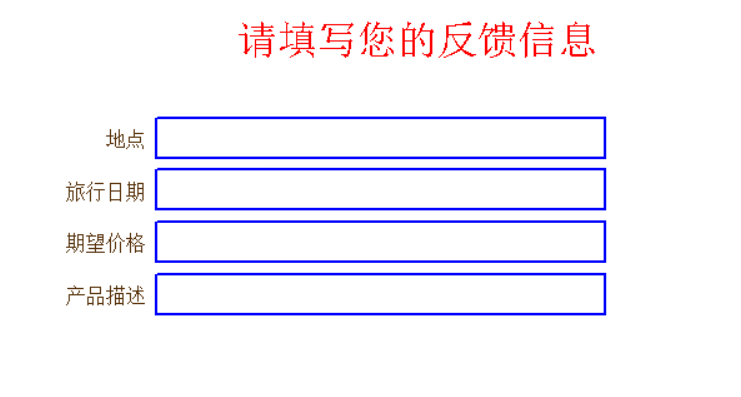 请填写您的反馈信息
地点
旅行日期
期望价格
产品描述